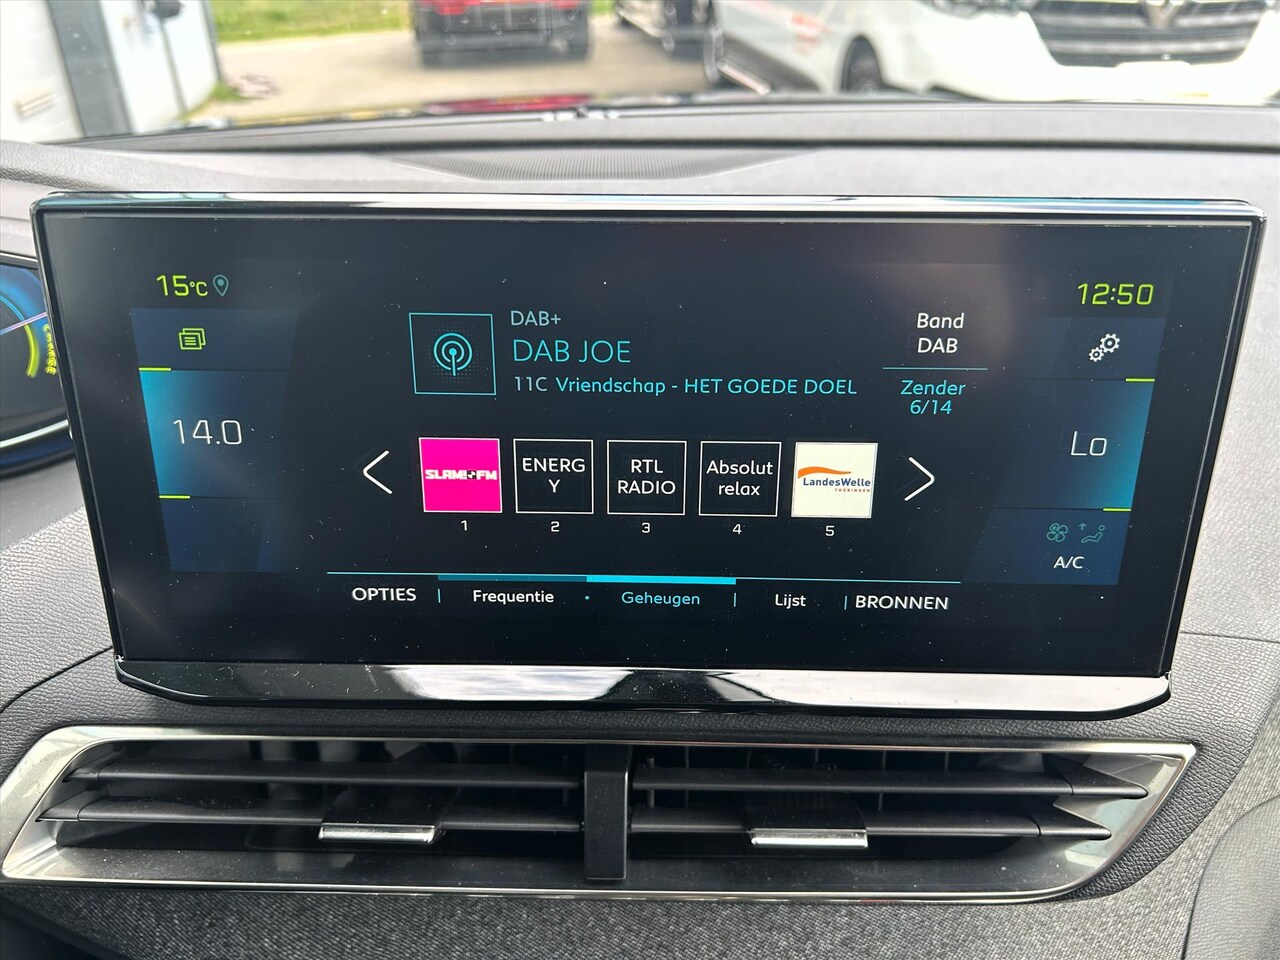 15°C
12:50
DAB+
DAB JOE
11C Vriendschap - HET GOEDE DOEL
Band
DAB
Zender
6/14
14.0
Lo
SLAM! FM
ENERG
Y
RTL
RADIO
Absolut
relax
LandesWelle
THÜRINGEN
1
2
3
4
5
A/C
OPTIES
Frequentie
Geheugen
Lijst
BRONNEN